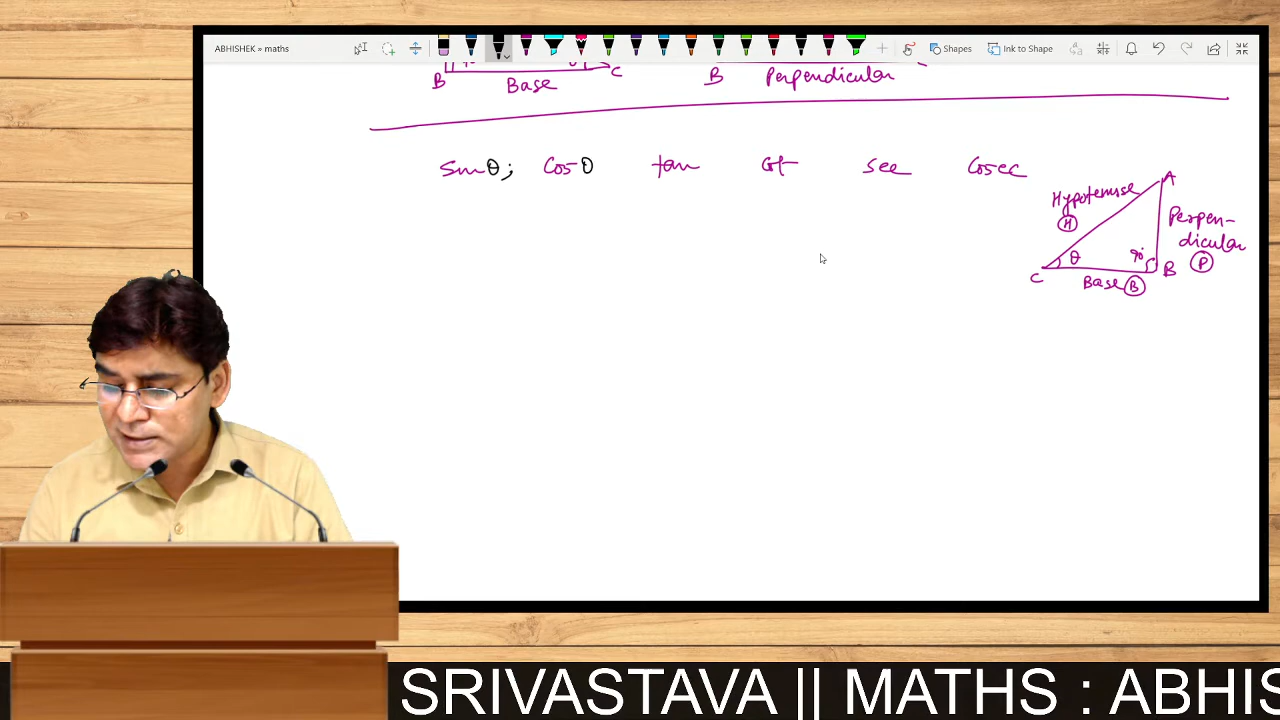 ABHISHEK » maths
Shapes
Ink to Shape
B
C
Base
B
Perpendicular
Sinθ; Cosθ tan Cot sec Cosec
A
Hypotenuse
H
Perpen-
dicular
P
θ
90°
C
B
Base B
SRIVASTAVA || MATHS : ABHIS